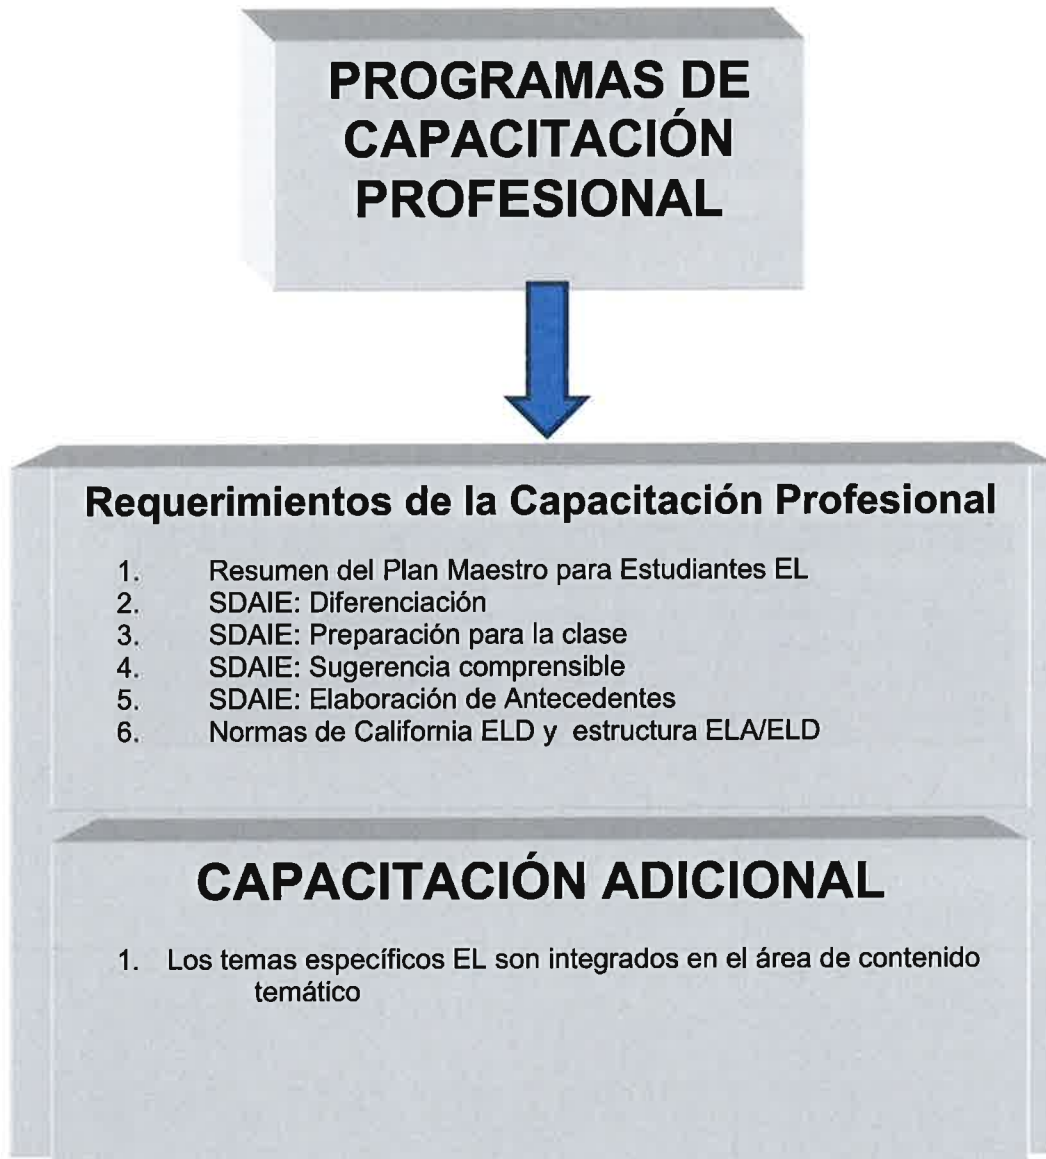 PROGRAMAS DE
CAPACITACIÓN
PROFESIONAL
Requerimientos de la Capacitación Profesional
1. Resumen del Plan Maestro para Estudiantes EL
2. SDAIE: Diferenciación
3. SDAIE: Preparación para la clase
4. SDAIE: Sugerencia comprensible
5. SDAIE: Elaboración de Antecedentes
6. Normas de California ELD y estructura ELA/ELD
CAPACITACIÓN ADICIONAL
1. Los temas específicos EL son integrados en el área de contenido
temático